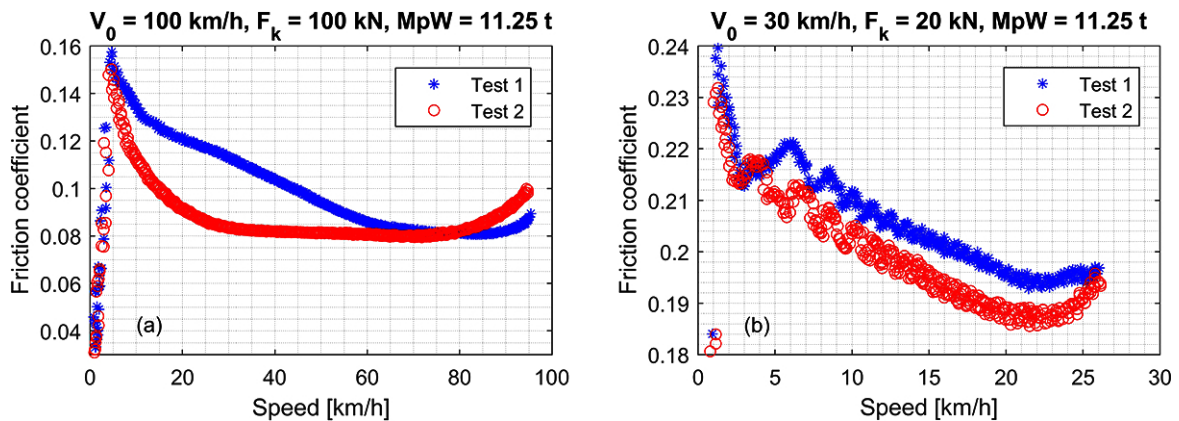 V₀ = 100 km/h, Fₖ = 100 kN, MpW = 11.25 t
0.16
0.14
0.12
0.1
0.08
0.06
0.04
Friction coefficient
Test 1
Test 2
(a)
0 20 40 60 80 100
Speed [km/h]
V₀ = 30 km/h, Fₖ = 20 kN, MpW = 11.25 t
0.24
0.23
0.22
0.21
0.2
0.19
0.18
Friction coefficient
Test 1
Test 2
(b)
0 5 10 15 20 25 30
Speed [km/h]